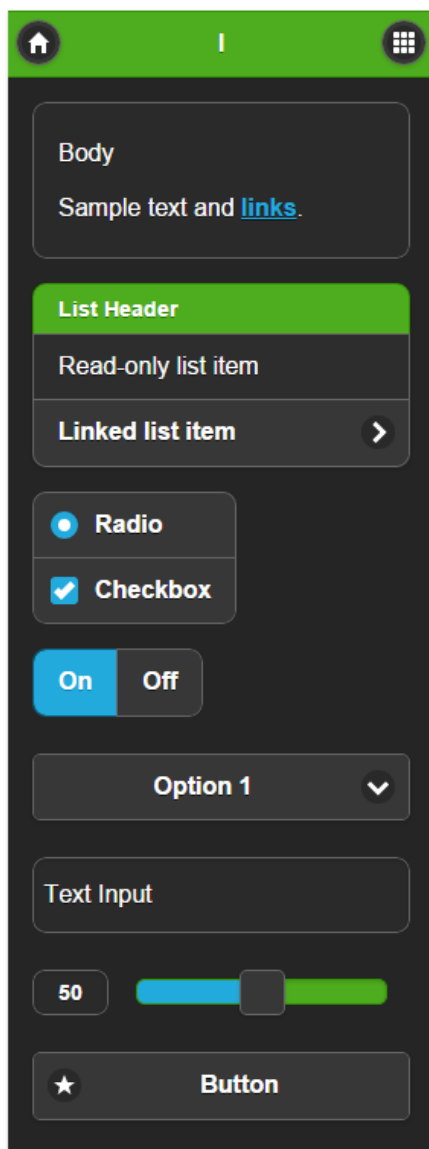 I
Body
Sample text and links.
List Header
Read-only list item
Linked list item
Radio
Checkbox
On Off
Option 1
Text Input
50
Button